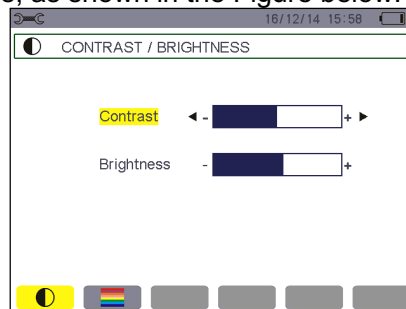 , as shown in the Figure below.
16/12/14 15:58
CONTRAST / BRIGHTNESS
Contrast ◄ - + ►
Brightness - +